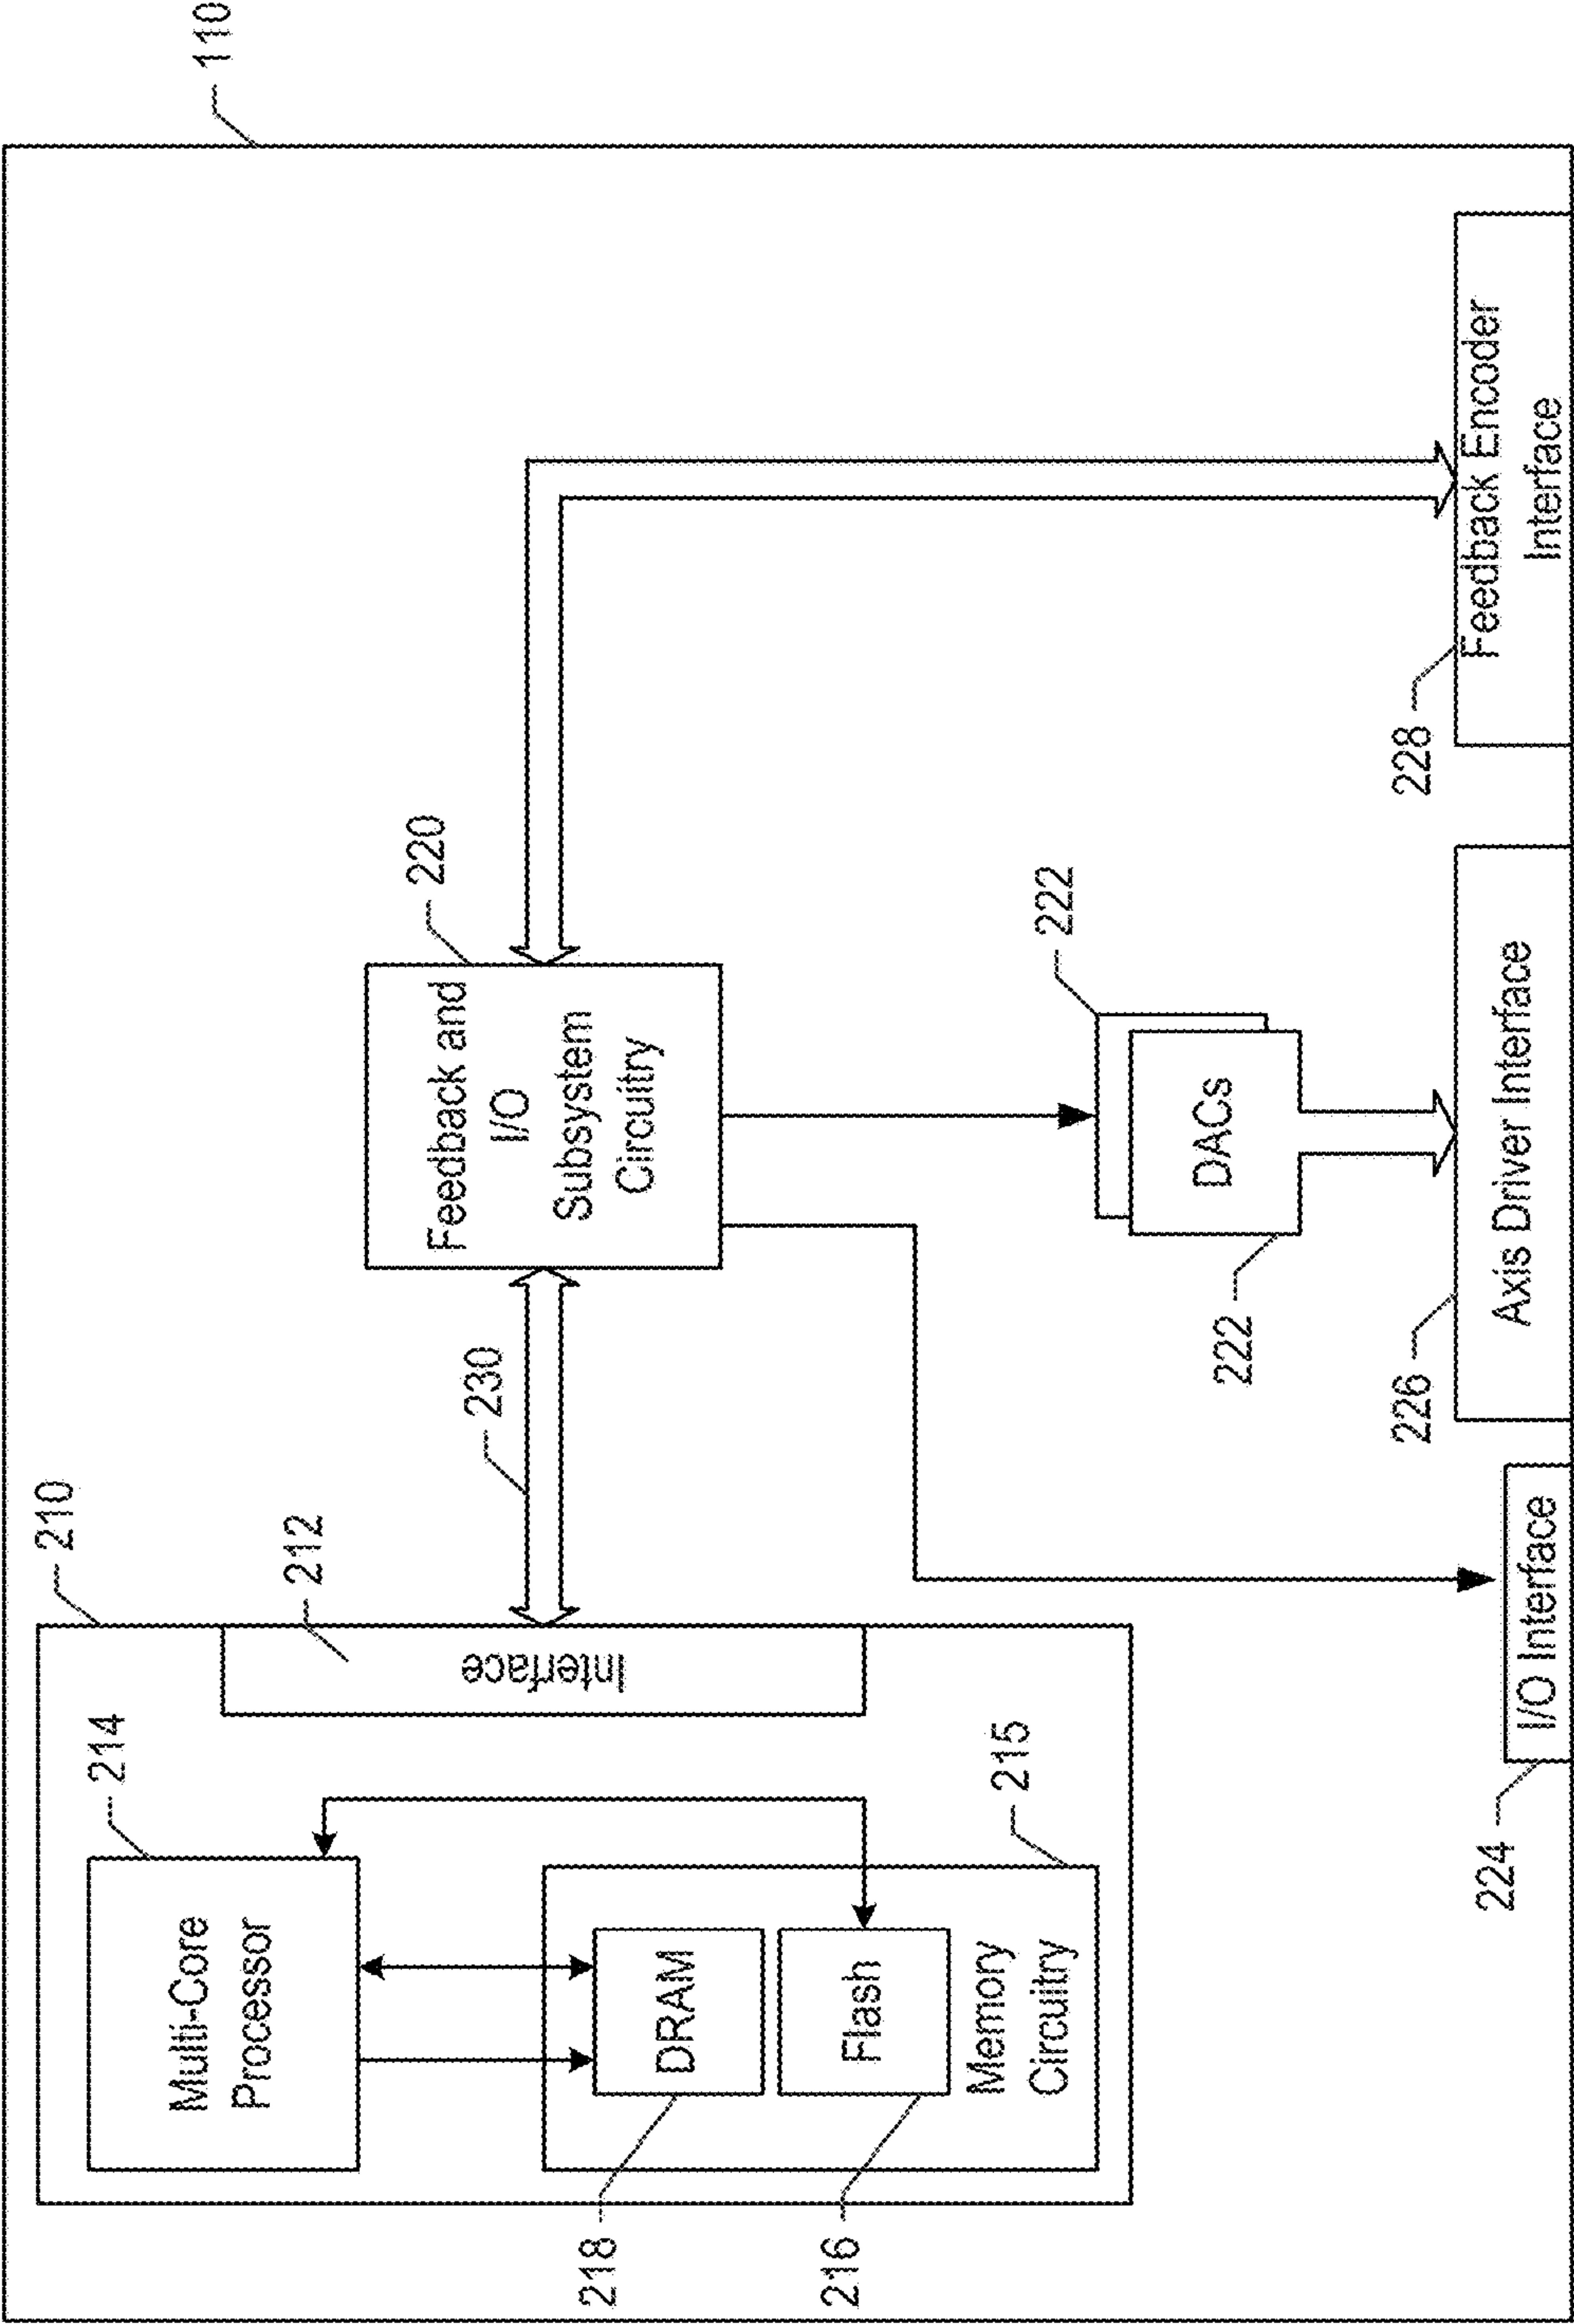 110
210
214
212
230
220
Multi-Core
Processor
Interface
Feedback and
I/O
Subsystem
Circuitry
218
DRAM
216
Flash
Memory
Circuitry
215
222
DACs
222
224
I/O Interface
226
Axis Driver Interface
228
Feedback Encoder
Interface